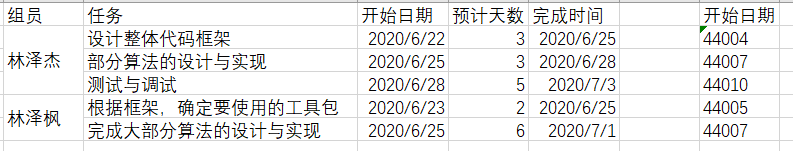 组员 任务 开始日期 预计天数 完成时间 开始日期
林泽杰 设计整体代码框架 2020/6/22 3 2020/6/25 44004
部分算法的设计与实现 2020/6/25 3 2020/6/28 44007
测试与调试 2020/6/28 5 2020/7/3 44010
林泽枫 根据框架，确定要使用的工具包 2020/6/23 2 2020/6/25 44005
完成大部分算法的设计与实现 2020/6/25 6 2020/7/1 44007